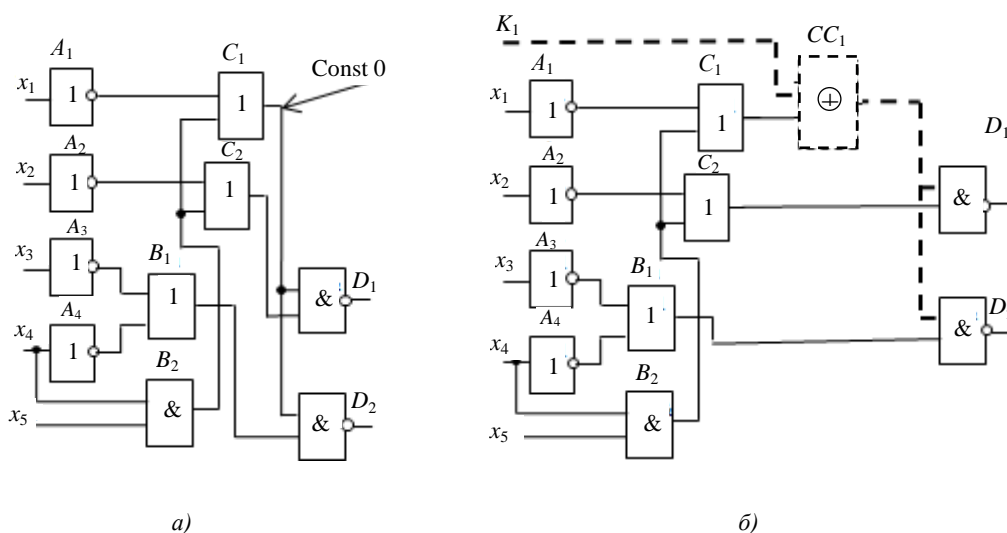 K₁
CC₁
A₁
C₁
A₁
C₁
Const 0
x₁
1
1
x₁
1
1
⊕
D₁
A₂
C₂
A₂
C₂
x₂
1
1
x₂
1
1
&
A₃
B₁
A₃
B₁
x₃
1
1
x₃
1
1
D₁
&
D
&
A₄
A₄
x₄
1
x₄
1
B₂
B₂
D₂
x₅
&
&
x₅
&
а)
б)